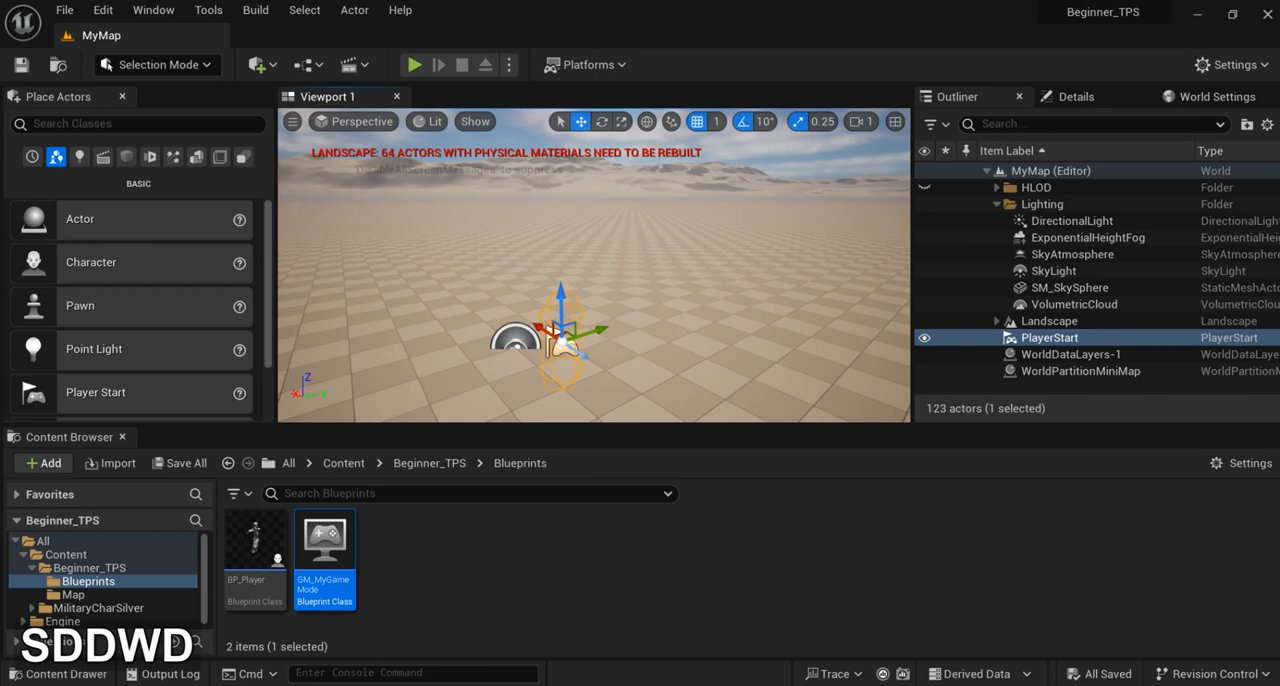 File Edit Window Tools Build Select Actor Help
Beginner_TPS
MyMap
Selection Mode
Platforms
Settings
Place Actors
Viewport 1
Outliner
Details
World Settings
Search Classes
Perspective
Lit
Show
1
10°
0.25
1
Search...
LANDSCAPE: 64 ACTORS WITH PHYSICAL MATERIALS NEED TO BE REBUILT
Item Label
Type
BASIC
MyMap (Editor) World
HLOD Folder
Lighting Folder
DirectionalLight DirectionalLight
ExponentialHeightFog
SkyAtmosphere SkyAtmosphere
SkyLight SkyLight
SM_SkySphere StaticMeshActo
VolumetricCloud VolumetricClou
Landscape Landscape
PlayerStart PlayerStart
WorldDataLayers-1 WorldDataLaye
WorldPartitionMiniMap WorldPartitionM
123 actors (1 selected)
Actor
Character
Pawn
Point Light
Player Start
Z
X
Y
Content Browser
Add
Import
Save All
All
Content
Beginner_TPS
Blueprints
Settings
Favorites
Search Blueprints
Beginner_TPS
All
Content
Beginner_TPS
Blueprints
Map
MilitaryCharSilver
Engine
BP_Player
Blueprint Class
GM_MyGame
Mode
Blueprint Class
2 items (1 selected)
SDDWD
Content Drawer
Output Log
Cmd
Enter Console Command
Trace
Derived Data
All Saved
Revision Control